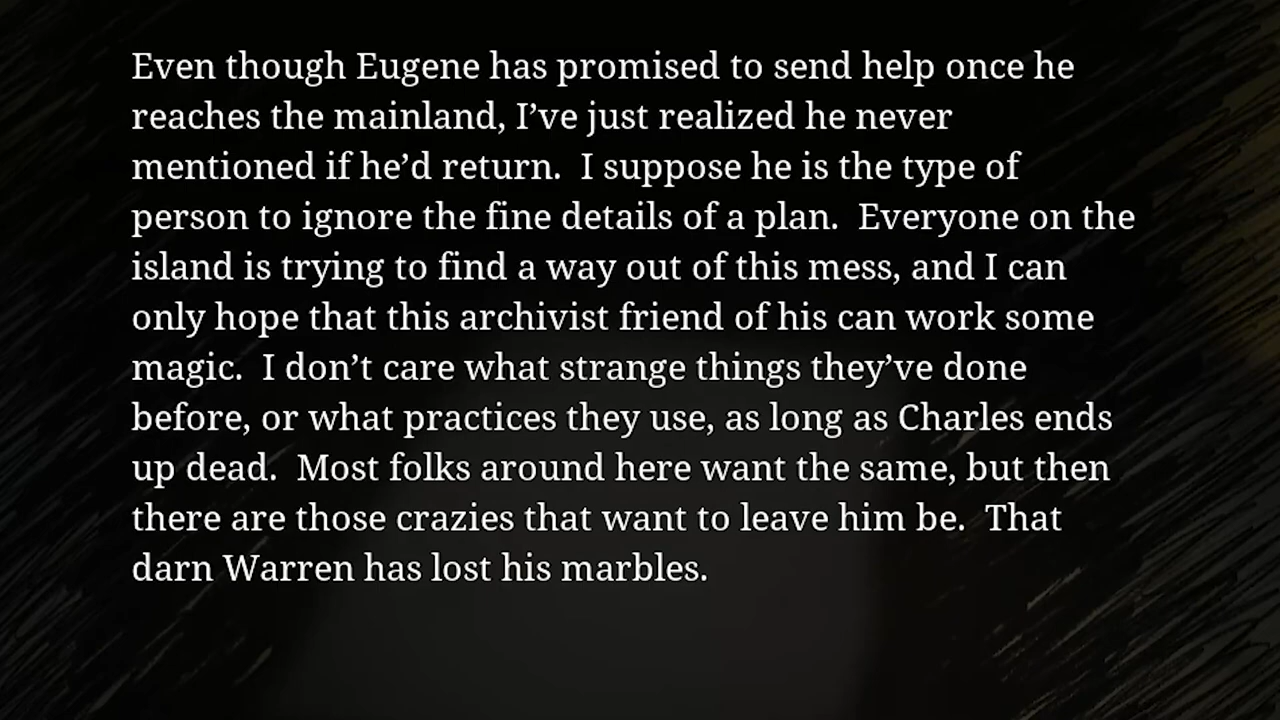 Even though Eugene has promised to send help once he
reaches the mainland, I’ve just realized he never
mentioned if he’d return.  I suppose he is the type of
person to ignore the fine details of a plan.  Everyone on the
island is trying to find a way out of this mess, and I can
only hope that this archivist friend of his can work some
magic.  I don’t care what strange things they’ve done
before, or what practices they use, as long as Charles ends
up dead.  Most folks around here want the same, but then
there are those crazies that want to leave him be.  That
darn Warren has lost his marbles.